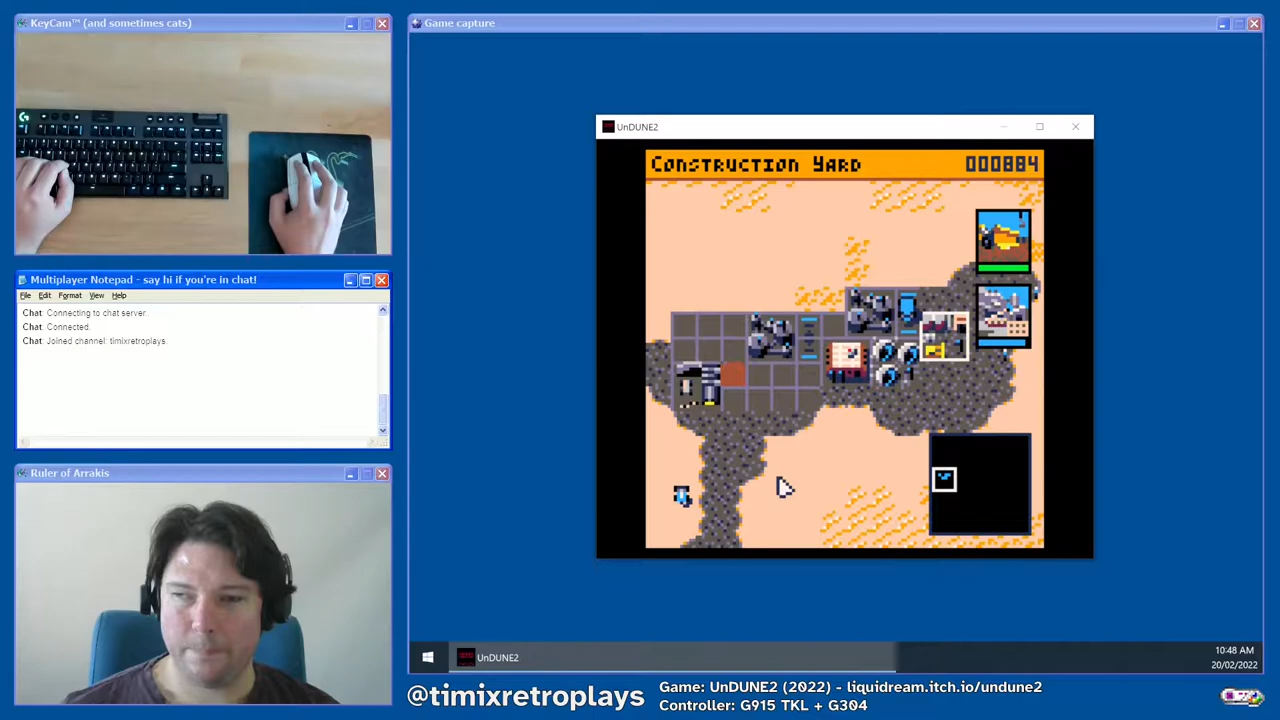 KeyCam™ (and sometimes cats)
Game capture
UnDUNE2
Construction Yard 000884
Multiplayer Notepad - say hi if you're in chat!
File Edit Format View Help
Chat: Connecting to chat server.
Chat: Connected.
Chat: Joined channel: timixretroplays.
Ruler of Arrakis
UnDUNE2
10:48 AM
20/02/2022
@timixretroplays
Game: UnDUNE2 (2022) - liquidream.itch.io/undune2
Controller: G915 TKL + G304